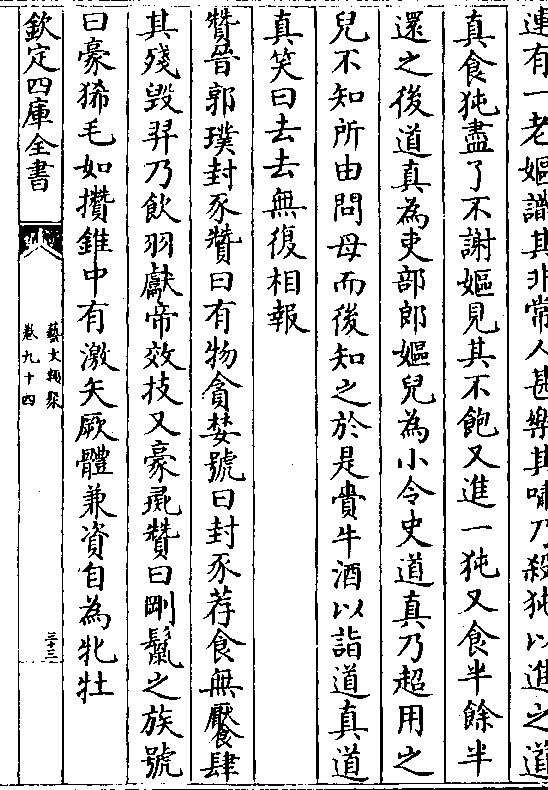 連有一老嫗識其非常人甚樂其嘯乃殺㹠以進之道
真食㹠盡了不謝嫗見其不飽又進一㹠又食半餘半
還之後道真為吏部郎嫗兒為小令史道真乃超用之
兒不知所由問母而後知之於是賫牛酒以詣道真道
真笑曰去去無復相報
贊晉郭璞封豕贊曰有物貪婪號曰封豕荐食無饜肆
其殘毁羿乃飲羽獻帝效技又豪彘贊曰剛鬣之族號
曰豪狶毛如攢錐中有激矢厥體兼資自為牝牡
欽定四庫全書
藝文類聚
卷九十四
三十三